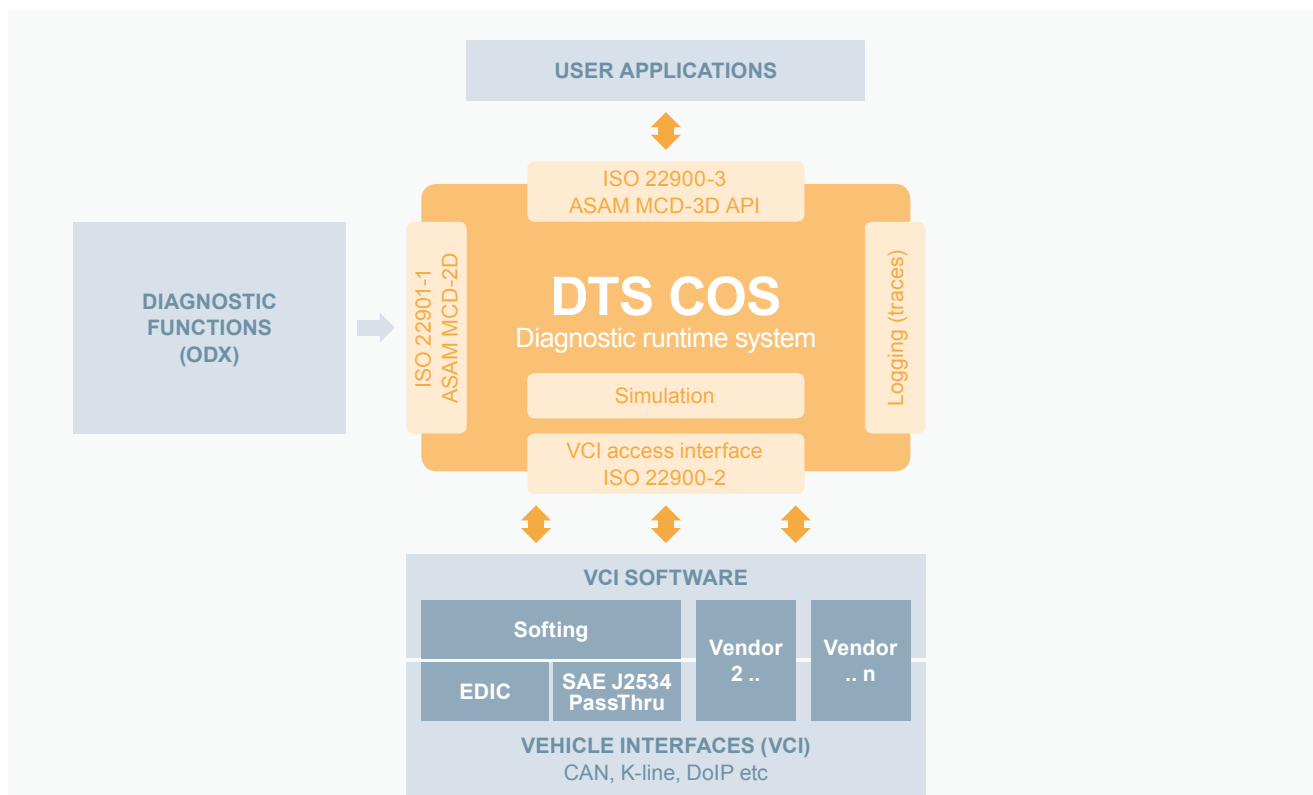 USER APPLICATIONS
ISO 22900-3
ASAM MCD-3D API
DIAGNOSTIC
FUNCTIONS
(ODX)
ISO 22901-1
ASAM MCD-2D
DTS COS
Diagnostic runtime system
Logging (traces)
Simulation
VCI access interface
ISO 22900-2
VCI SOFTWARE
Softing
EDIC
SAE J2534
PassThru
Vendor
2 ..
Vendor
.. n
VEHICLE INTERFACES (VCI)
CAN, K-line, DoIP etc